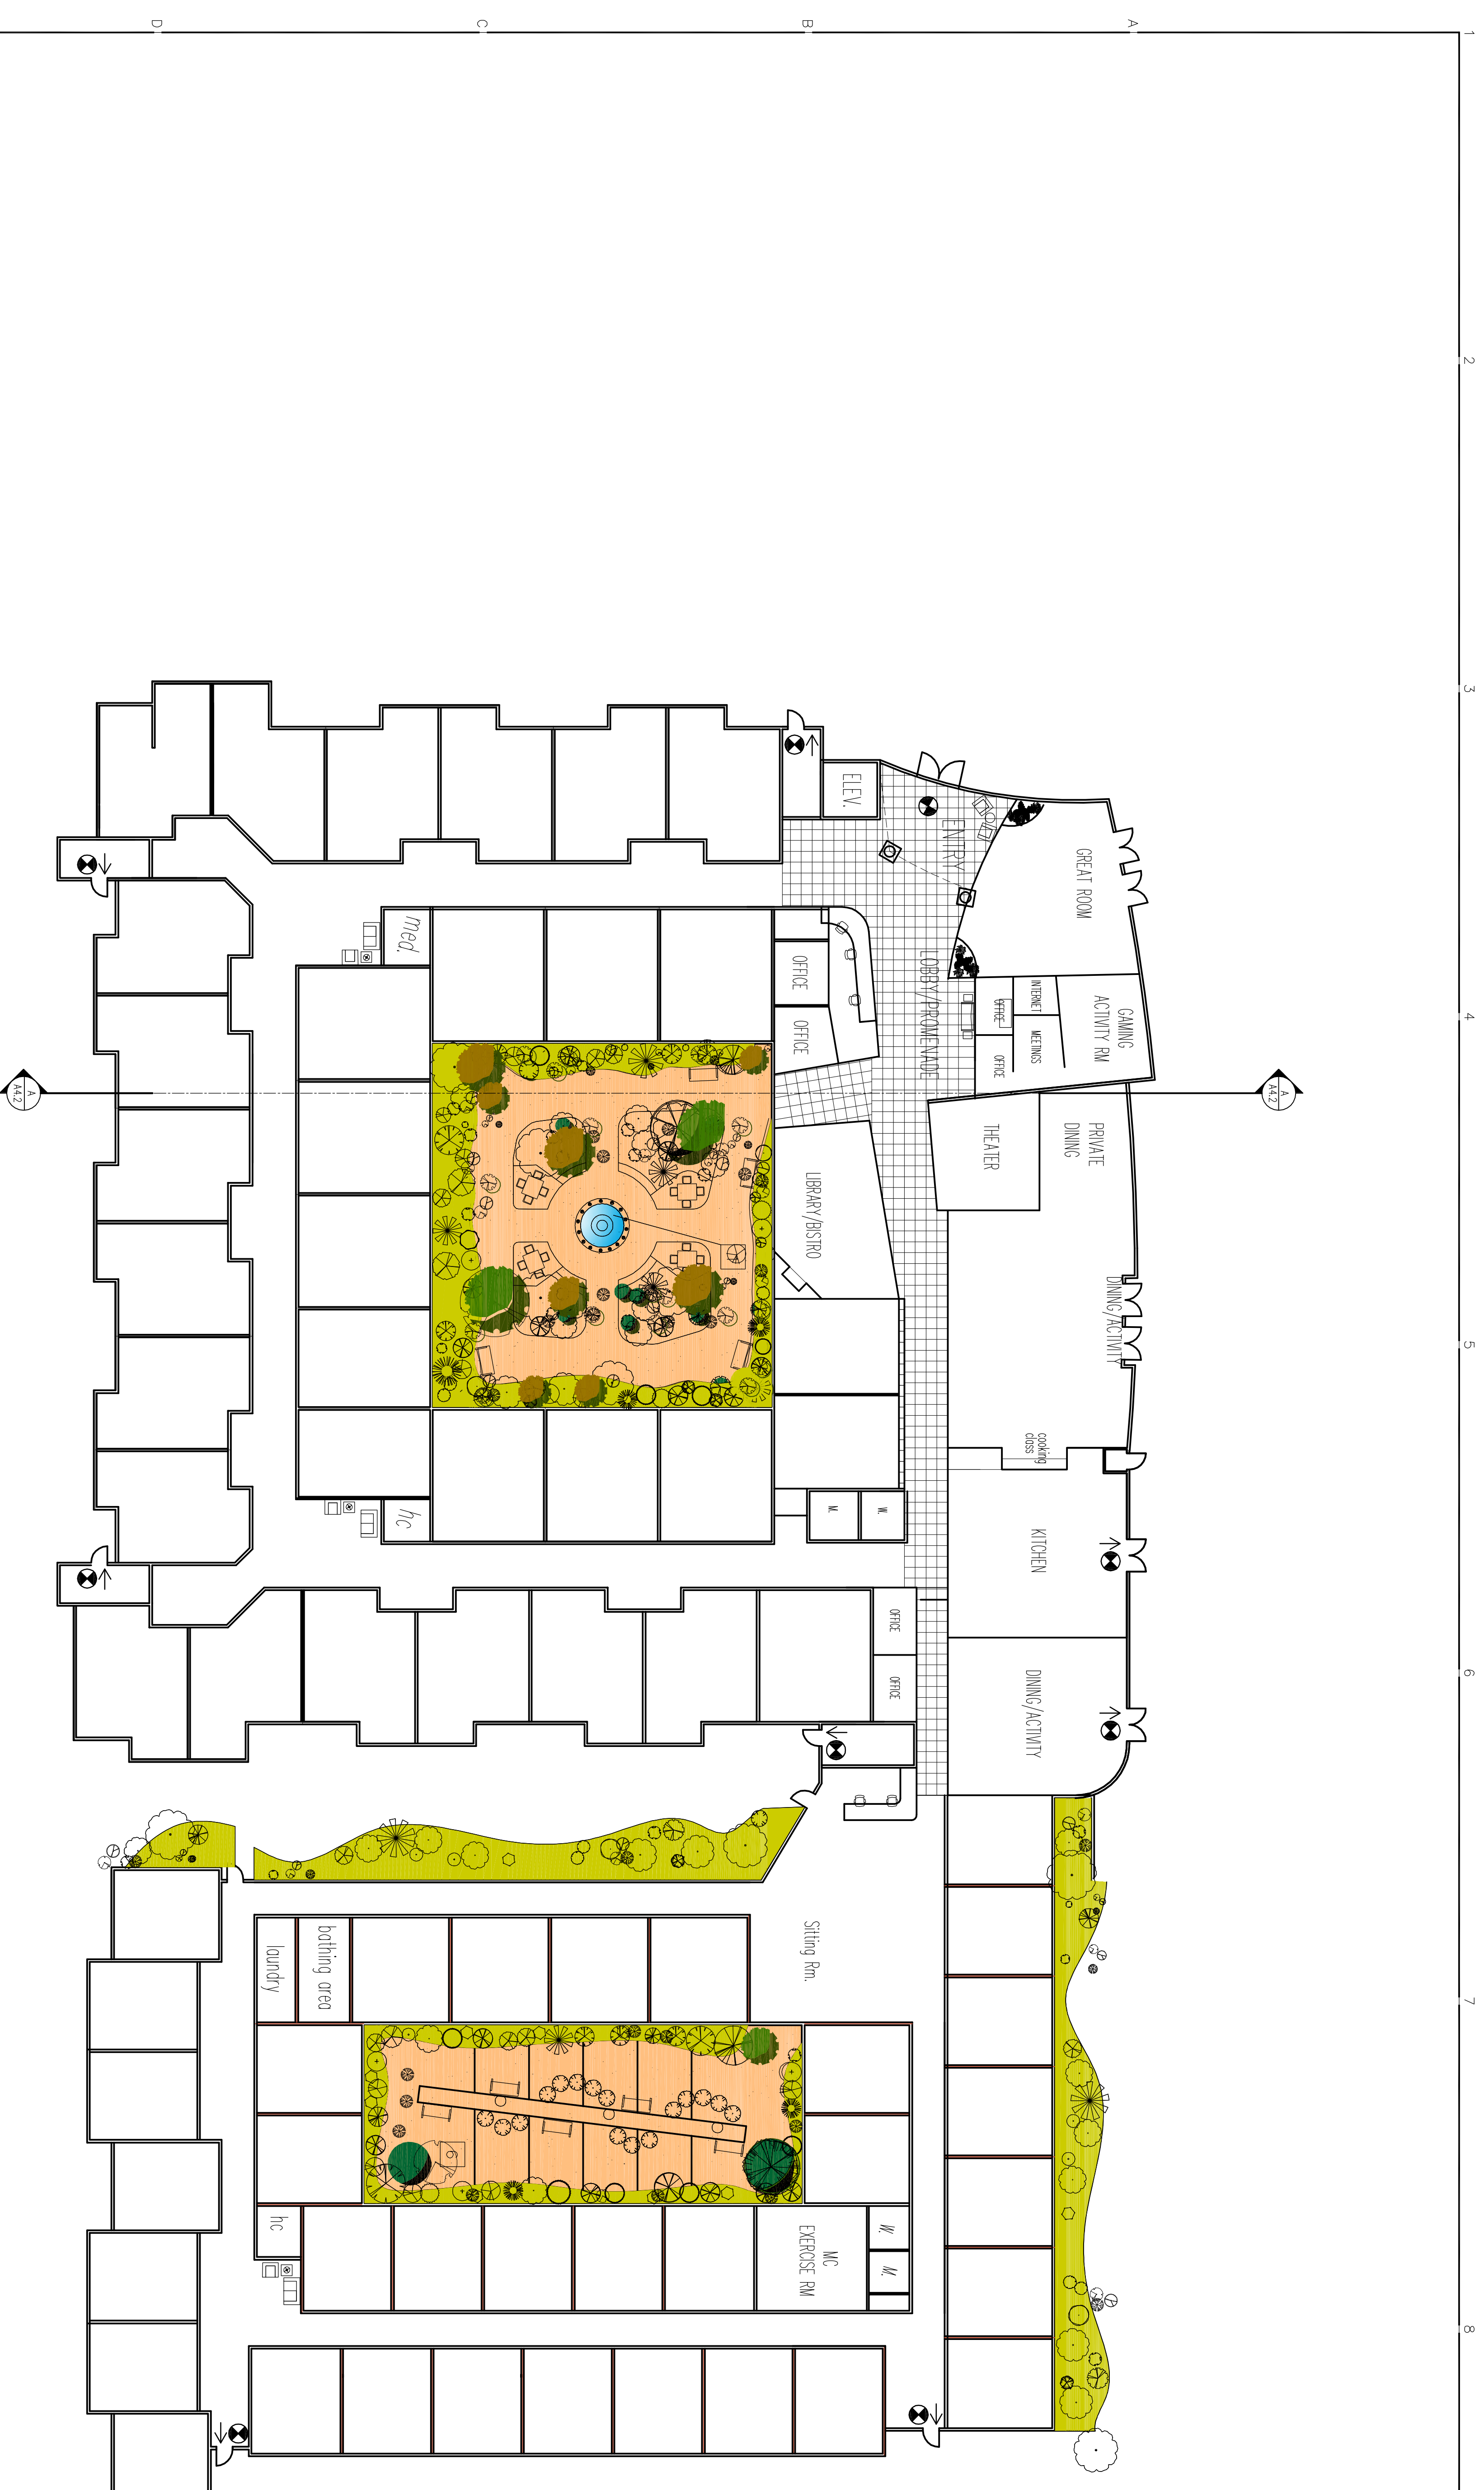 D
C
B
A
1
2
3
4
5
6
7
8
ELEV.
ENTRY
GREAT ROOM
med.
OFFICE
OFFICE
LOBBY/PROMENADE
INTERNET
OFFICE
MEETINGS
OFFICE
GAMING
ACTIVITY RM
A
A4.2
A
A4.2
THEATER
PRIVATE
DINING
LIBRARY/BISTRO
DINING/ACTIVITY
cooking
class
hc
M.
W.
KITCHEN
OFFICE
OFFICE
DINING/ACTIVITY
Sitting Rm.
laundry
bathing area
hc
MC
EXERCISE RM
W.
M.